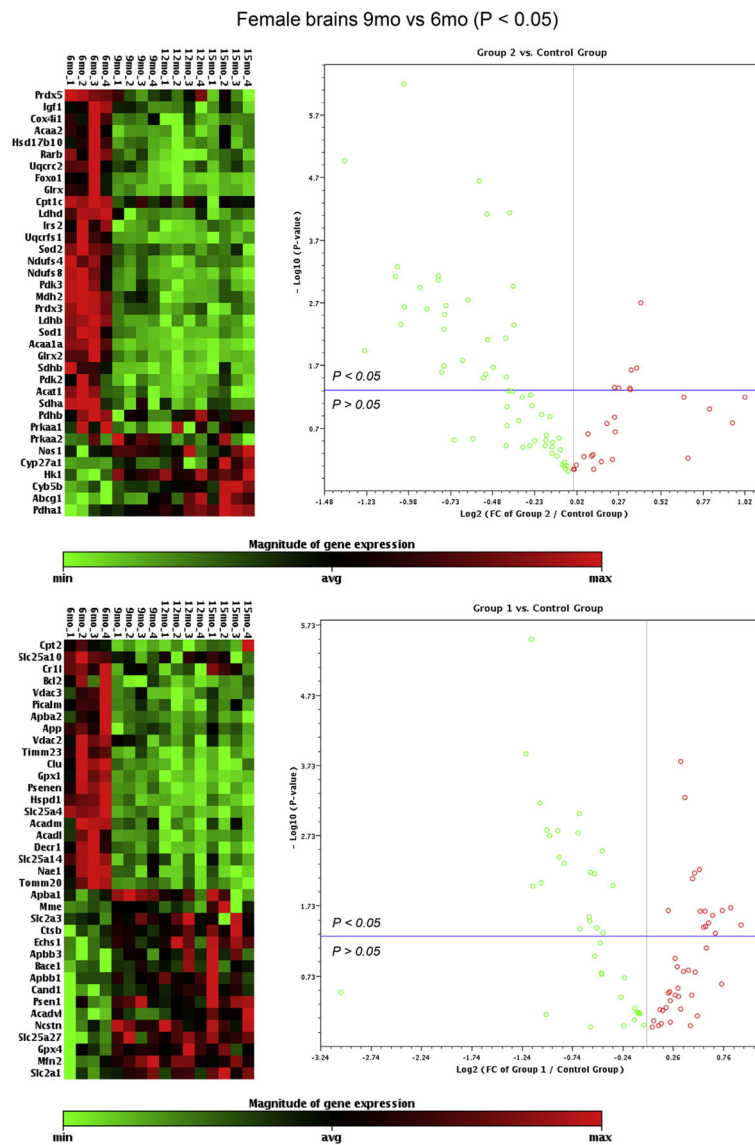 Female brains 9mo vs 6mo (P < 0.05)
6mo_1
6mo_2
6mo_3
6mo_4
9mo_1
9mo_2
9mo_3
9mo_4
12mo_1
12mo_2
12mo_3
12mo_4
15mo_1
15mo_2
15mo_3
15mo_4
Prdx5
Igf1
Cox4i1
Acaa2
Hsd17b10
Rarb
Uqcrc2
Foxo1
Glrx
Cpt1c
Ldhd
Irs2
Uqcrfs1
Sod2
Ndufs4
Ndufs8
Pdk3
Mdh2
Prdx3
Ldhb
Sod1
Acaa1a
Glrx2
Sdhb
Pdk2
Acat1
Sdha
Pdhb
Prkaa1
Prkaa2
Nos1
Cyp27a1
Hk1
Cyb5b
Abcg1
Pdha1
Group 2 vs. Control Group
- Log10 (P-value)
5.7
4.7
3.7
2.7
1.7
0.7
P < 0.05
P > 0.05
-1.48 -1.23 -0.98 -0.73 -0.48 -0.23 0.02 0.27 0.52 0.77 1.02
Log2 (FC of Group 2 / Control Group)
Magnitude of gene expression
min avg max
6mo_1
6mo_2
6mo_3
6mo_4
9mo_1
9mo_2
9mo_3
9mo_4
12mo_1
12mo_2
12mo_3
12mo_4
15mo_1
15mo_2
15mo_3
15mo_4
Cpt2
Slc25a10
Cr1l
Bcl2
Vdac3
Picalm
Apba2
App
Vdac2
Timm23
Clu
Gpx1
Psenen
Hspd1
Slc25a4
Acadm
Acadl
Decr1
Slc25a14
Nae1
Tomm20
Apba1
Mme
Slc2a3
Ctsb
Echs1
Apbb3
Bace1
Apbb1
Cand1
Psen1
Acadvl
Ncstn
Slc25a27
Gpx4
Mfn2
Slc2a1
Group 1 vs. Control Group
- Log10 (P-value)
5.73
4.73
3.73
2.73
1.73
0.73
P < 0.05
P > 0.05
-3.24 -2.74 -2.24 -1.74 -1.24 -0.74 -0.24 0.26 0.76
Log2 (FC of Group 1 / Control Group)
Magnitude of gene expression
min avg max